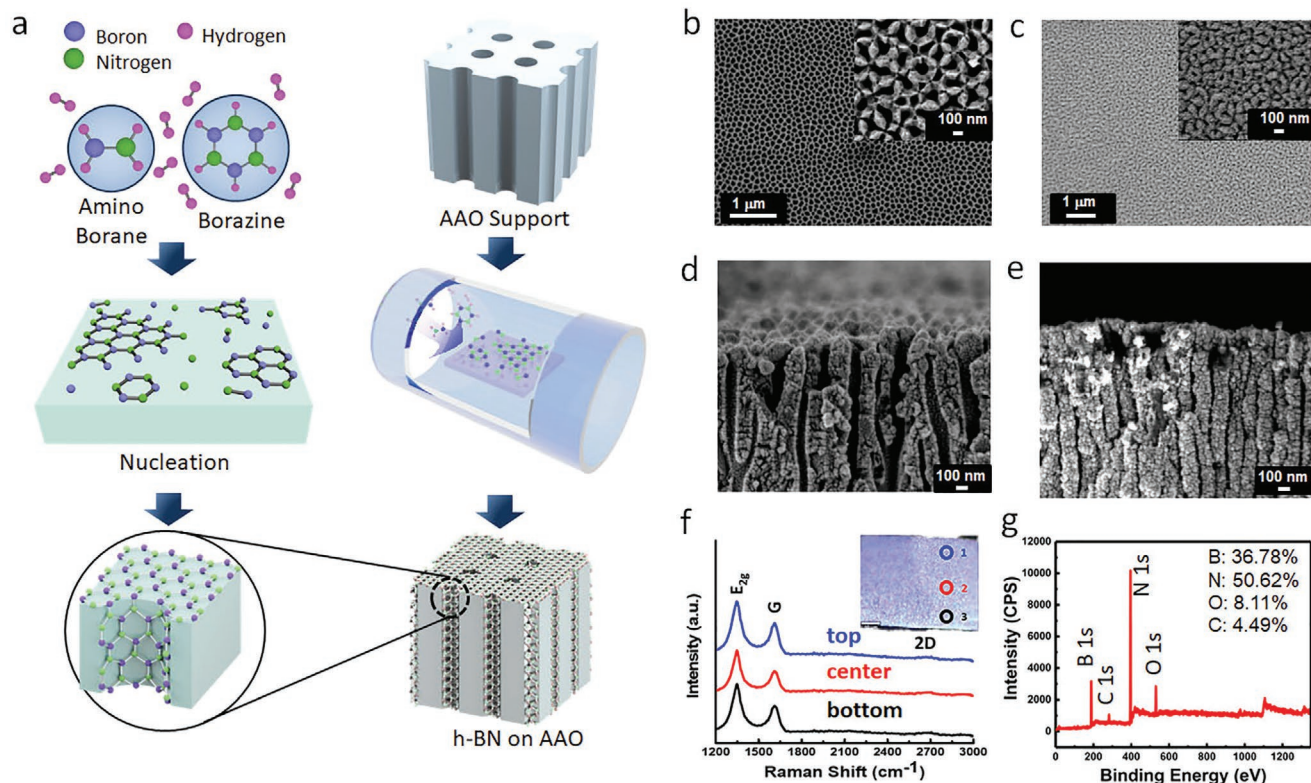 a
Boron
Hydrogen
Nitrogen
Amino
Borane
Borazine
AAO Support
Nucleation
h-BN on AAO
b
100 nm
1 μm
c
100 nm
1 μm
d
100 nm
e
100 nm
f
E2g
G
1
2
3
2D
top
center
bottom
Intensity (a.u.)
1200 1500 1800 2100 2400 2700 3000
Raman Shift (cm-1)
g
12000
10000
8000
6000
4000
2000
0
B 1s
C 1s
N 1s
O 1s
B: 36.78%
N: 50.62%
O: 8.11%
C: 4.49%
Intensity (CPS)
0 200 400 600 800 1000 1200
Binding Energy (eV)